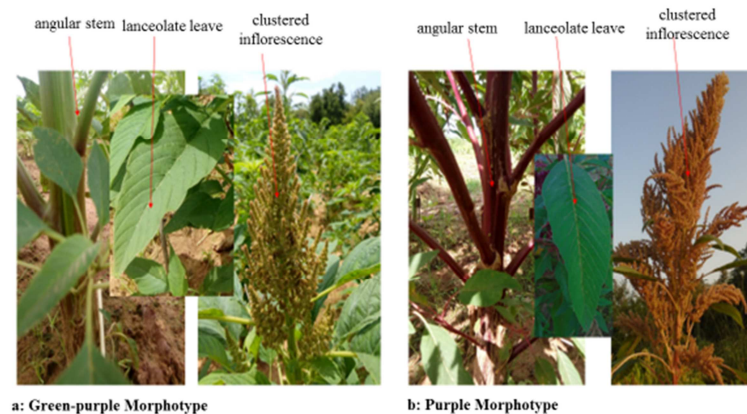 angular stem lanceolate leave
clustered
inflorescence
angular stem
lanceolate leave
clustered
inflorescence
a: Green-purple Morphotype
b: Purple Morphotype